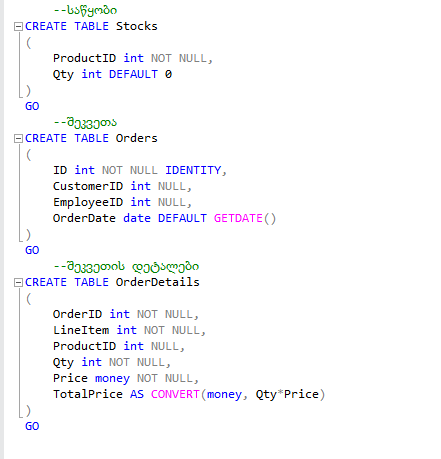 --საწყობი
CREATE TABLE Stocks
(
ProductID int NOT NULL,
Qty int DEFAULT 0
)
GO
--შეკვეთა
CREATE TABLE Orders
(
ID int NOT NULL IDENTITY,
CustomerID int NULL,
EmployeeID int NULL,
OrderDate date DEFAULT GETDATE()
)
GO
--შეკვეთის დეტალები
CREATE TABLE OrderDetails
(
OrderID int NOT NULL,
LineItem int NOT NULL,
ProductID int NULL,
Qty int NOT NULL,
Price money NOT NULL,
TotalPrice AS CONVERT(money, Qty*Price)
)
GO